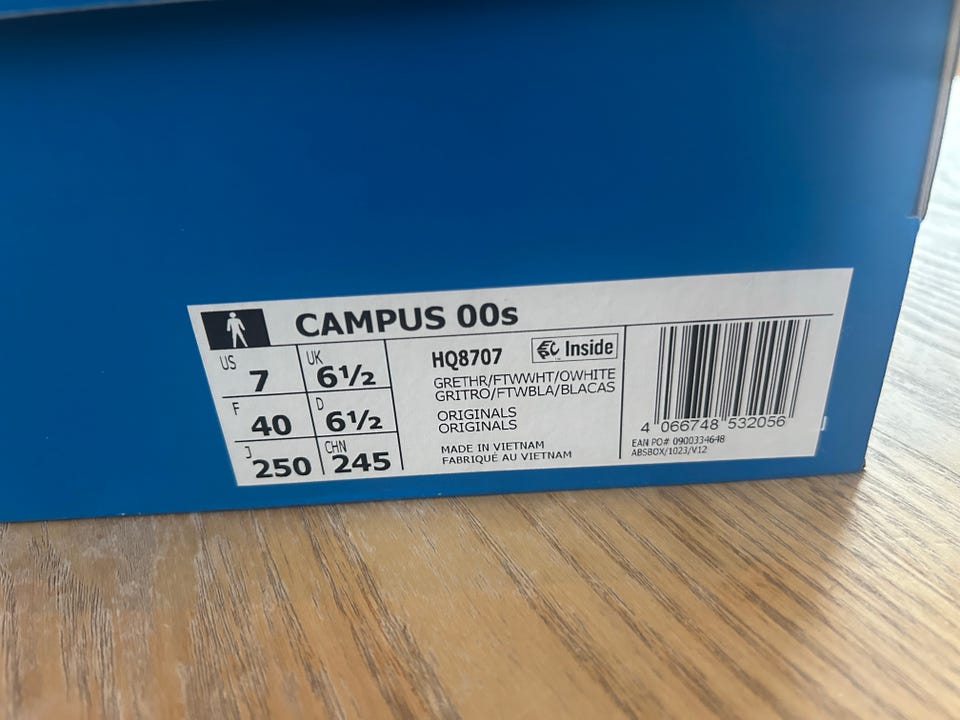 CAMPUS 00s
US 7 UK 6½
F 40 D 6½
J 250 CHN 245
HQ8707 Inside
GRETHR/FTWWHT/OWHITE
GRITRO/FTWBLA/BLACAS
ORIGINALS
ORIGINALS
MADE IN VIETNAM
FABRIQUÉ AU VIETNAM
4 066748 532056
EAN PO# 0900334648
ABSBOX/1023/V12